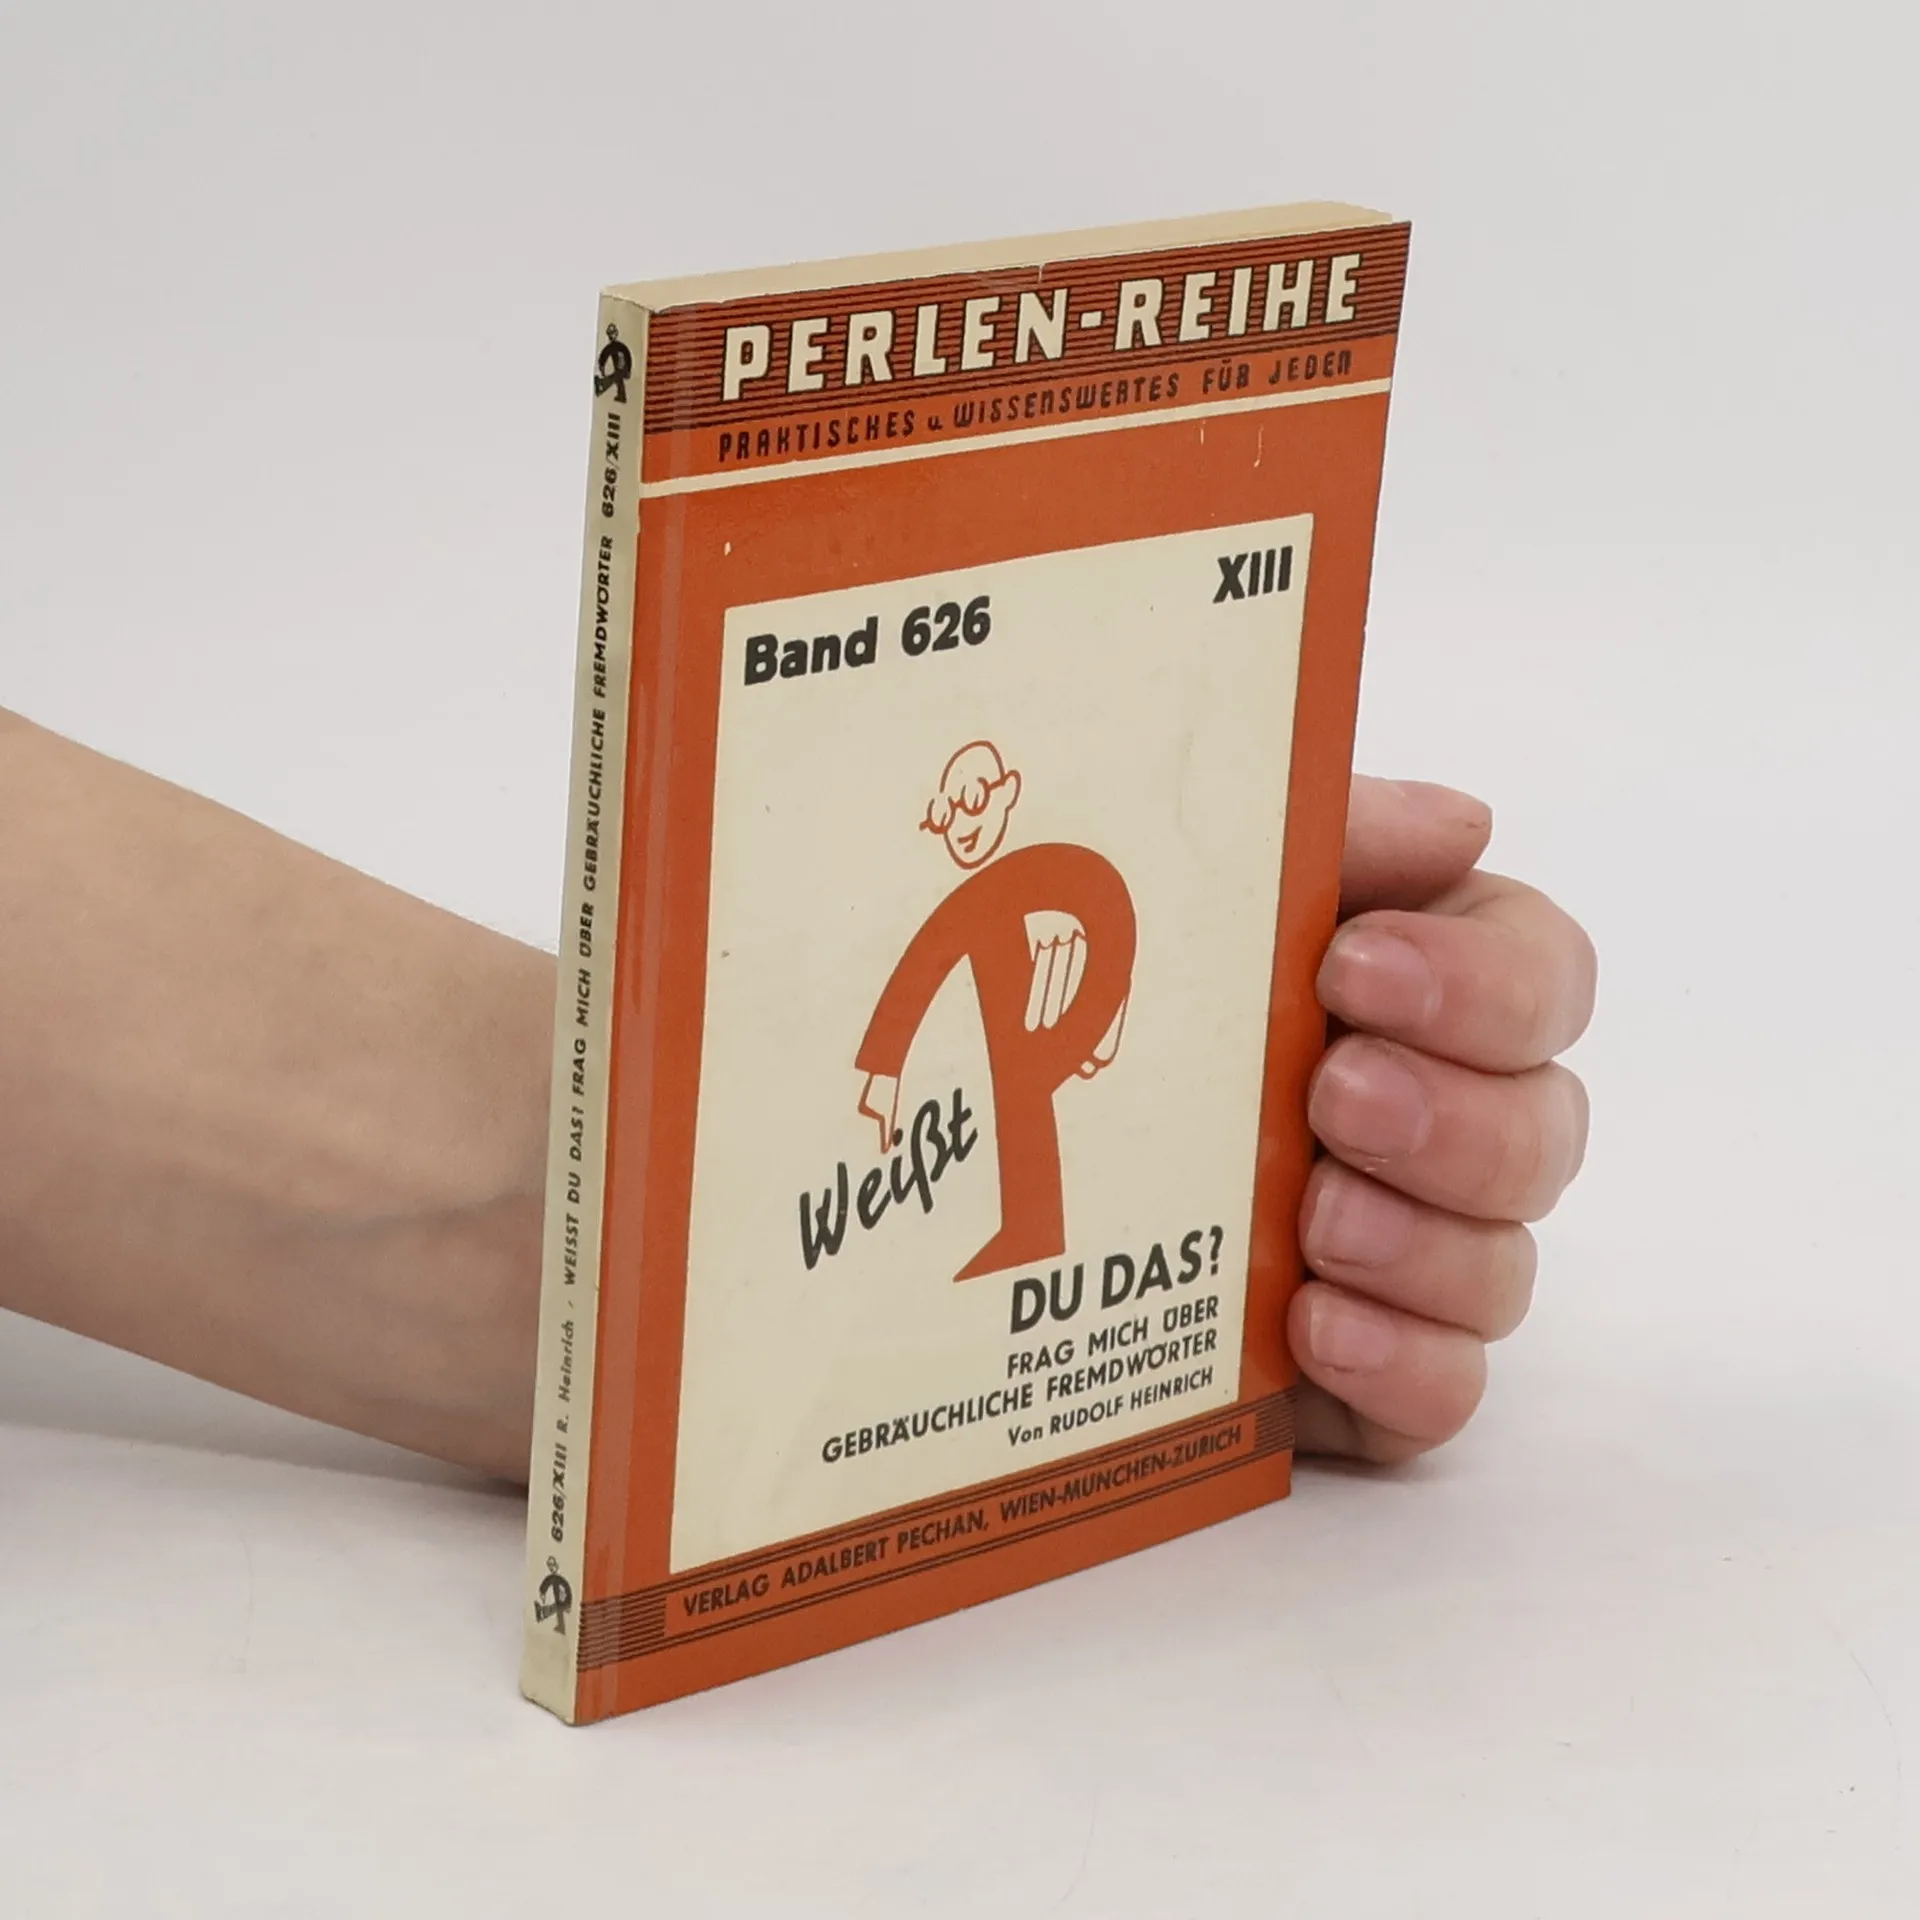 PERLEN-REIHE
PRAKTISCHES u. WISSENSWERTES FÜR JEDEN
Band 626
XIII
Weißt
DU DAS?
FRAG MICH ÜBER
GEBRÄUCHLICHE FREMDWÖRTER
Von RUDOLF HEINRICH
VERLAG ADALBERT PECHAN, WIEN-MÜNCHEN-ZÜRICH
626/XIII R. Heinrich / WEISST DU DAS? FRAG MICH ÜBER GEBRÄUCHLICHE FREMDWÖRTER 626/XIII